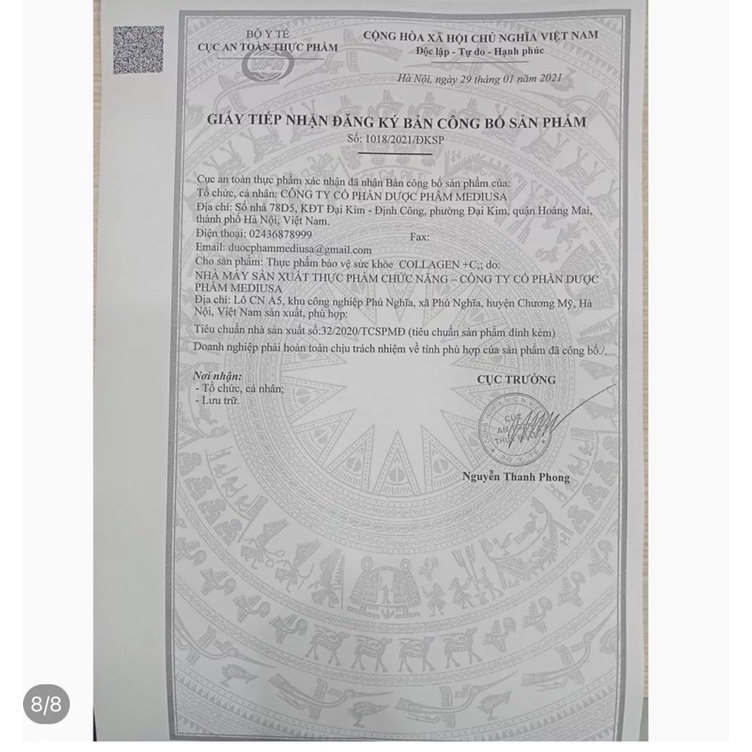 BỘ Y TẾ
CỤC AN TOÀN THỰC PHẨM
CỘNG HÒA XÃ HỘI CHỦ NGHĨA VIỆT NAM
Độc lập - Tự do - Hạnh phúc
Hà Nội, ngày 29 tháng 01 năm 2021
GIẤY TIẾP NHẬN ĐĂNG KÝ BẢN CÔNG BỐ SẢN PHẨM
Số: 1018/2021/ĐKSP
Cục an toàn thực phẩm xác nhận đã nhận Bản công bố sản phẩm của:
Tổ chức, cá nhân: CÔNG TY CỔ PHẦN DƯỢC PHẨM MEDIUSA
Địa chỉ: Số nhà 78D5, KĐT Đại Kim - Định Công, phường Đại Kim, quận Hoàng Mai,
thành phố Hà Nội, Việt Nam.
Điện thoại: 02436878999 Fax:
Email: duocphammediusa@gmail.com
Cho sản phẩm: Thực phẩm bảo vệ sức khỏe COLLAGEN +C;; do:
NHÀ MÁY SẢN XUẤT THỰC PHẨM CHỨC NĂNG – CÔNG TY CỔ PHẦN DƯỢC
PHẨM MEDIUSA
Địa chỉ: Lô CN A5, khu công nghiệp Phú Nghĩa, xã Phú Nghĩa, huyện Chương Mỹ, Hà
Nội, Việt Nam sản xuất, phù hợp:
Tiêu chuẩn nhà sản xuất số:32/2020/TCSPMĐ (tiêu chuẩn sản phẩm đính kèm)
Doanh nghiệp phải hoàn toàn chịu trách nhiệm về tính phù hợp của sản phẩm đã công bố./.
Nơi nhận:
- Tổ chức, cá nhân;
- Lưu trữ.
CỤC TRƯỞNG
CỤC
AN TOÀN
THỰC PHẨM
Nguyễn Thanh Phong
8/8